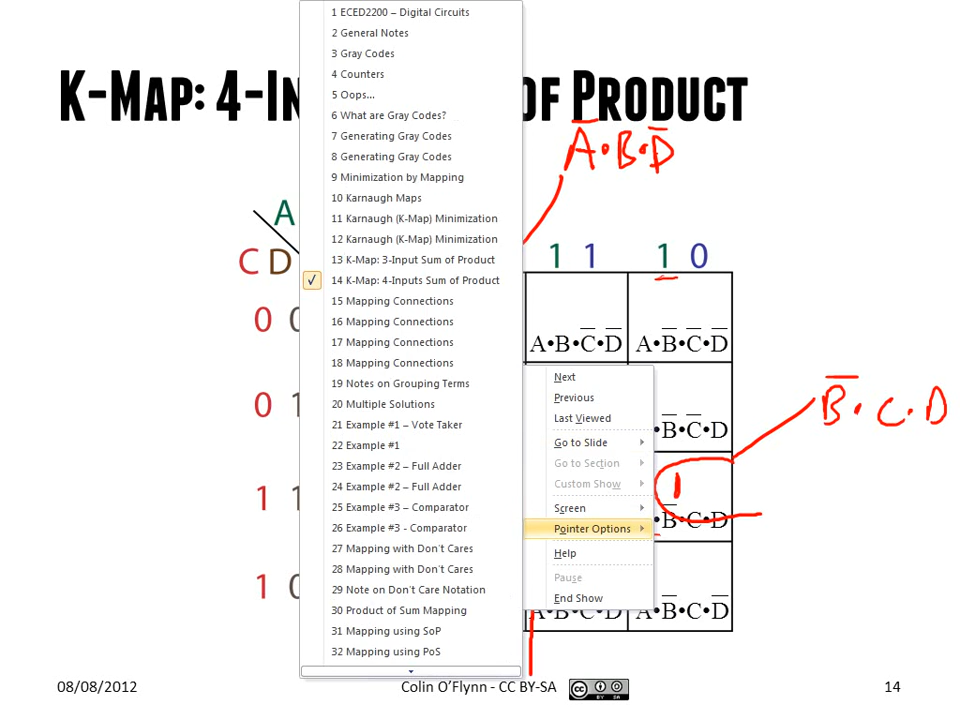 K-Map: 4-In of Product
1 ECED2200 – Digital Circuits
2 General Notes
3 Gray Codes
4 Counters
5 Oops...
6 What are Gray Codes?
7 Generating Gray Codes
8 Generating Gray Codes
9 Minimization by Mapping
10 Karnaugh Maps
11 Karnaugh (K-Map) Minimization
12 Karnaugh (K-Map) Minimization
13 K-Map: 3-Input Sum of Product
14 K-Map: 4-Inputs Sum of Product
15 Mapping Connections
16 Mapping Connections
17 Mapping Connections
18 Mapping Connections
19 Notes on Grouping Terms
20 Multiple Solutions
21 Example #1 – Vote Taker
22 Example #1
23 Example #2 – Full Adder
24 Example #2 – Full Adder
25 Example #3 – Comparator
26 Example #3 - Comparator
27 Mapping with Don't Cares
28 Mapping with Don't Cares
29 Note on Don't Care Notation
30 Product of Sum Mapping
31 Mapping using SoP
32 Mapping using PoS
Next
Previous
Last Viewed
Go to Slide
Go to Section
Custom Show
Screen
Pointer Options
Help
Pause
End Show
A̅•B•D̅
A
CD
1 1 1 0
0 0
A•B•C̅•D̅ A•B̅•C̅•D̅
0 1
•B̅•C̅•D
B̅•C•D
1 1
1
•B̅•C•D
1 0
A•B•C•D̅ A•B̅•C•D̅
08/08/2012
Colin O'Flynn - CC BY-SA
cc BY SA
14